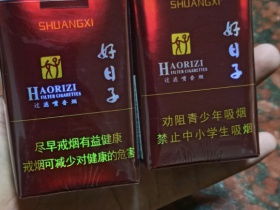 SHUANGXI
好日子
HAORIZI
FILTER CIGARETTES
过滤嘴香烟
尽早戒烟有益健康
戒烟可减少对健康的危害
SHUANGXI
好日子
HAORIZI
FILTER CIGARETTES
过滤嘴香烟
劝阻青少年吸烟
禁止中小学生吸烟